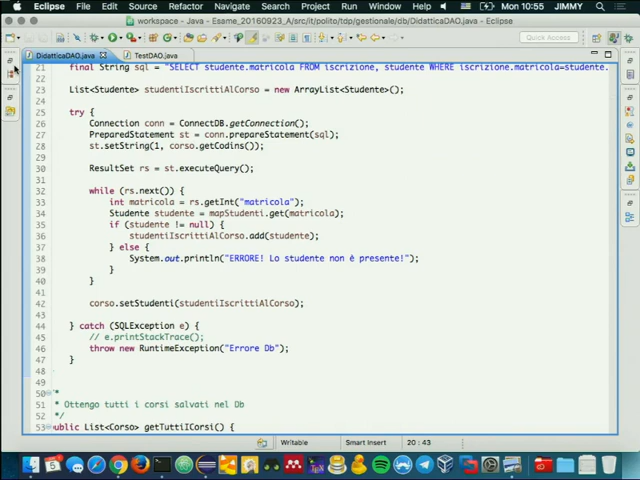 Eclipse File Edit Source Refactor Navigate Search Project Run Window Help Mon 10:55 JIMMY
workspace - Java - Esame_20160923_A/src/it/polito/tdp/gestionale/db/DidatticaDAO.java - Eclipse
Quick Access
DidatticaDAO.java TestDAO.java
21 final String sql = "SELECT studente.matricola FROM iscrizione, studente WHERE iscrizione.matricola=studente.
22
23 List<Studente> studentiIscrittiAlCorso = new ArrayList<Studente>();
24
25 try {
26 Connection conn = ConnectDB.getConnection();
27 PreparedStatement st = conn.prepareStatement(sql);
28 st.setString(1, corso.getCodins());
29
30 ResultSet rs = st.executeQuery();
31
32 while (rs.next()) {
33 int matricola = rs.getInt("matricola");
34 Studente studente = mapStudenti.get(matricola);
35 if (studente != null) {
36 studentiIscrittiAlCorso.add(studente);
37 } else {
38 System.out.println("ERRORE! Lo studente non è presente!");
39 }
40 }
41
42 corso.setStudenti(studentiIscrittiAlCorso);
43
44 } catch (SQLException e) {
45 // e.printStackTrace();
46 throw new RuntimeException("Errore Db");
47 }
48
49
50 *
51 * Ottengo tutti i corsi salvati nel Db
52 */
53 public List<Corso> getTuttiICorsi() {
Writable Smart Insert 20 : 43